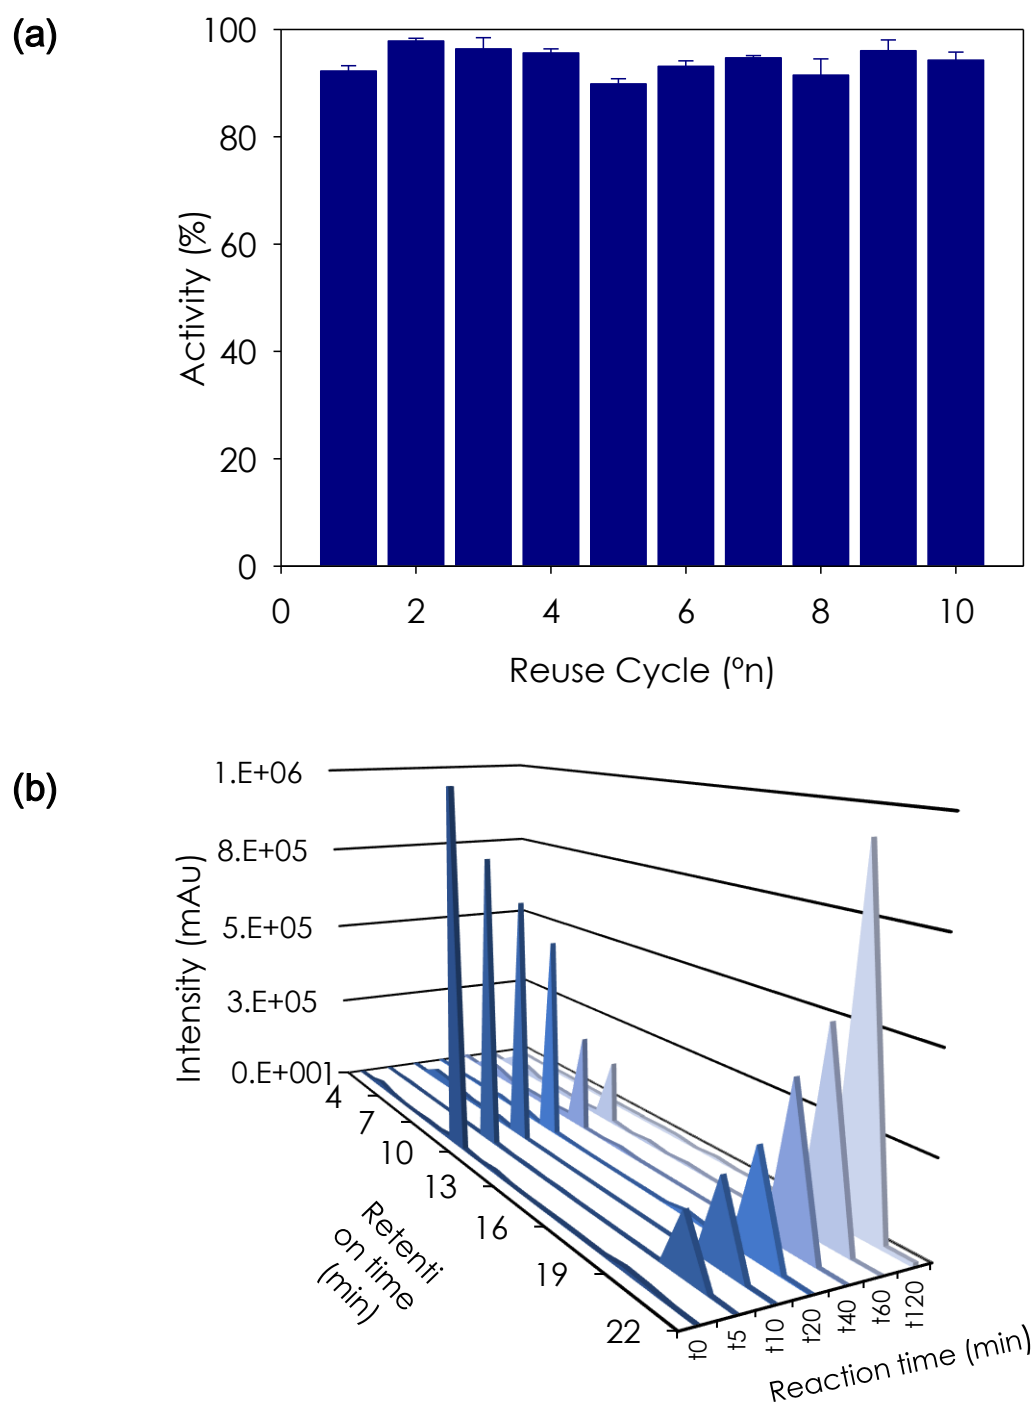 (a)
100
80
60
40
20
0
Activity (%)
0 2 4 6 8 10
Reuse Cycle (ºn)
(b)
1.E+06
8.E+05
5.E+05
3.E+05
0.E+001
Intensity (mAu)
4
7
10
13
16
19
22
Retenti
on time
(min)
t0
t5
t10
t20
t40
t60
t120
Reaction time (min)